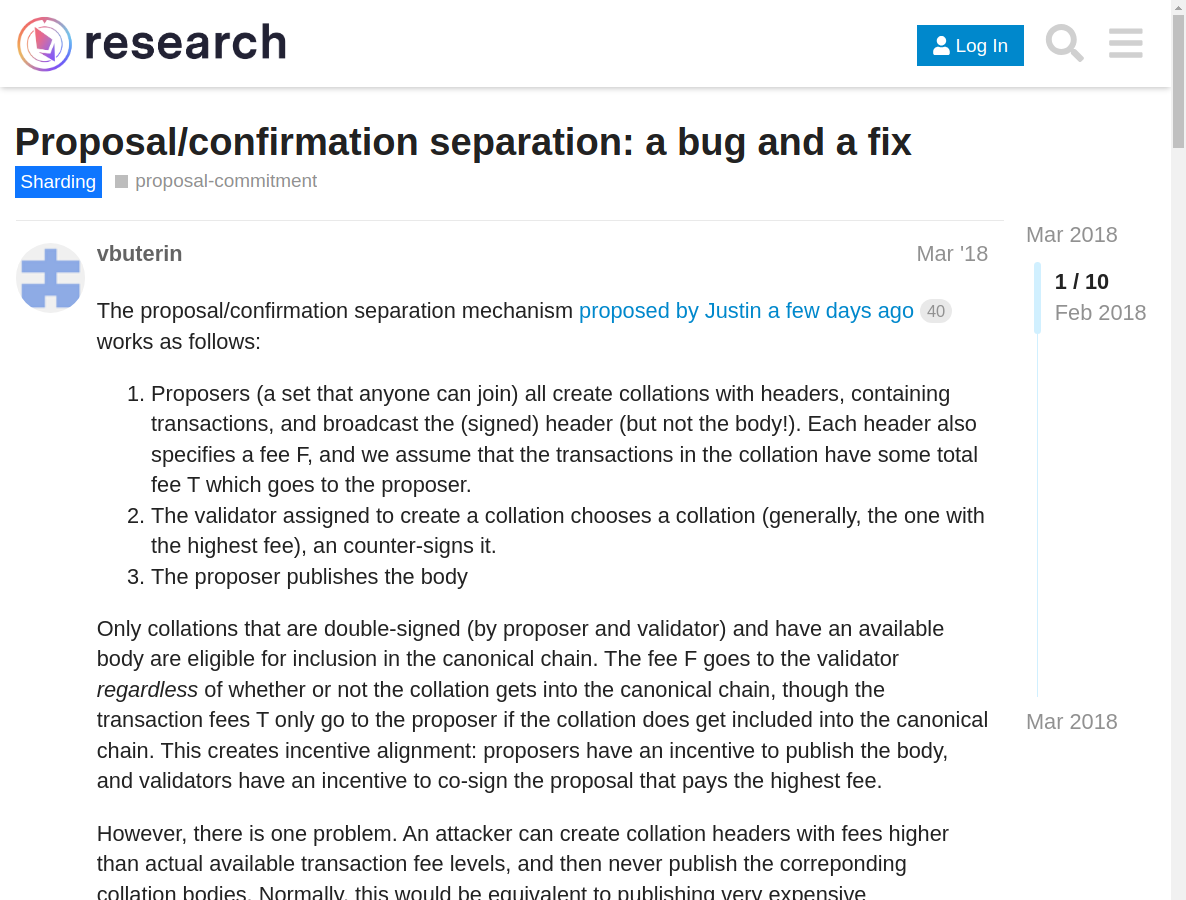 research
Log In
Proposal/confirmation separation: a bug and a fix
Sharding proposal-commitment
Mar 2018
vbuterin Mar '18
1 / 10
Feb 2018
The proposal/confirmation separation mechanism proposed by Justin a few days ago 40
works as follows:
1. Proposers (a set that anyone can join) all create collations with headers, containing
transactions, and broadcast the (signed) header (but not the body!). Each header also
specifies a fee F, and we assume that the transactions in the collation have some total
fee T which goes to the proposer.
2. The validator assigned to create a collation chooses a collation (generally, the one with
the highest fee), an counter-signs it.
3. The proposer publishes the body
Only collations that are double-signed (by proposer and validator) and have an available
body are eligible for inclusion in the canonical chain. The fee F goes to the validator
regardless of whether or not the collation gets into the canonical chain, though the
transaction fees T only go to the proposer if the collation does get included into the canonical
Mar 2018
chain. This creates incentive alignment: proposers have an incentive to publish the body,
and validators have an incentive to co-sign the proposal that pays the highest fee.
However, there is one problem. An attacker can create collation headers with fees higher
than actual available transaction fee levels, and then never publish the correponding
collation bodies. Normally, this would be equivalent to publishing very expensive